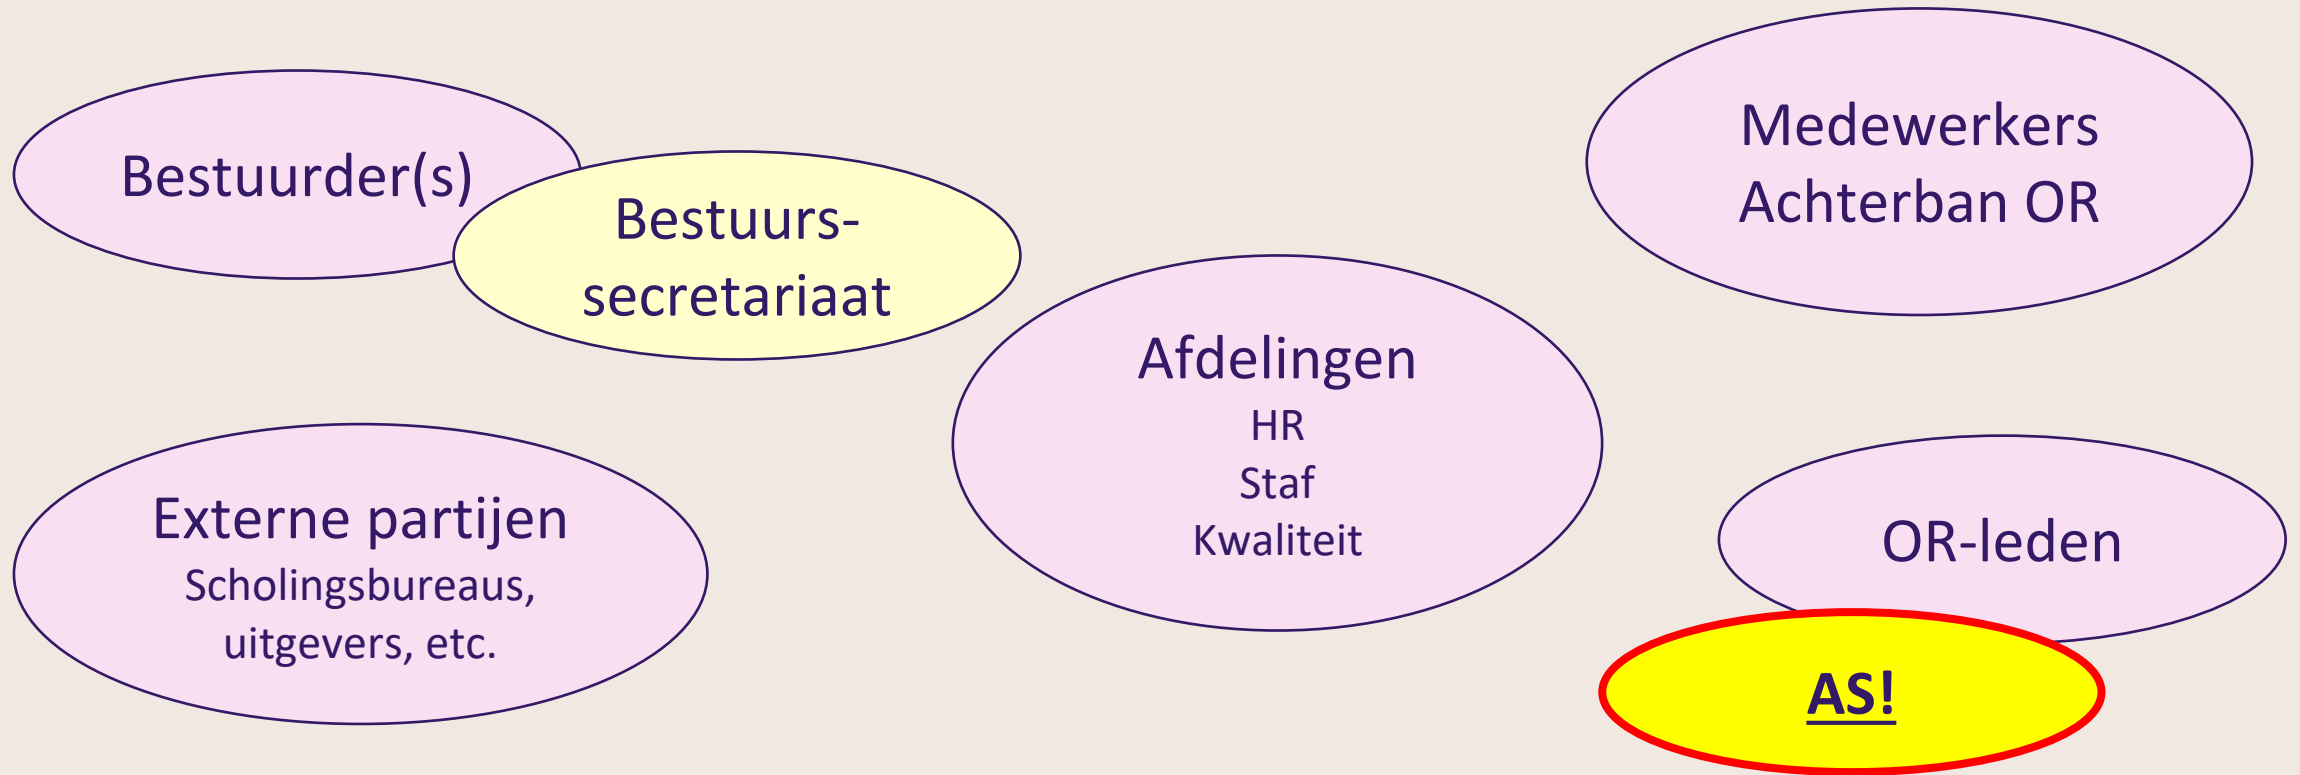 Bestuurder(s)
Bestuurs-
secretariaat
Medewerkers
Achterban OR
Afdelingen
HR
Staf
Kwaliteit
Externe partijen
Scholingsbureaus,
uitgevers, etc.
OR-leden
AS!